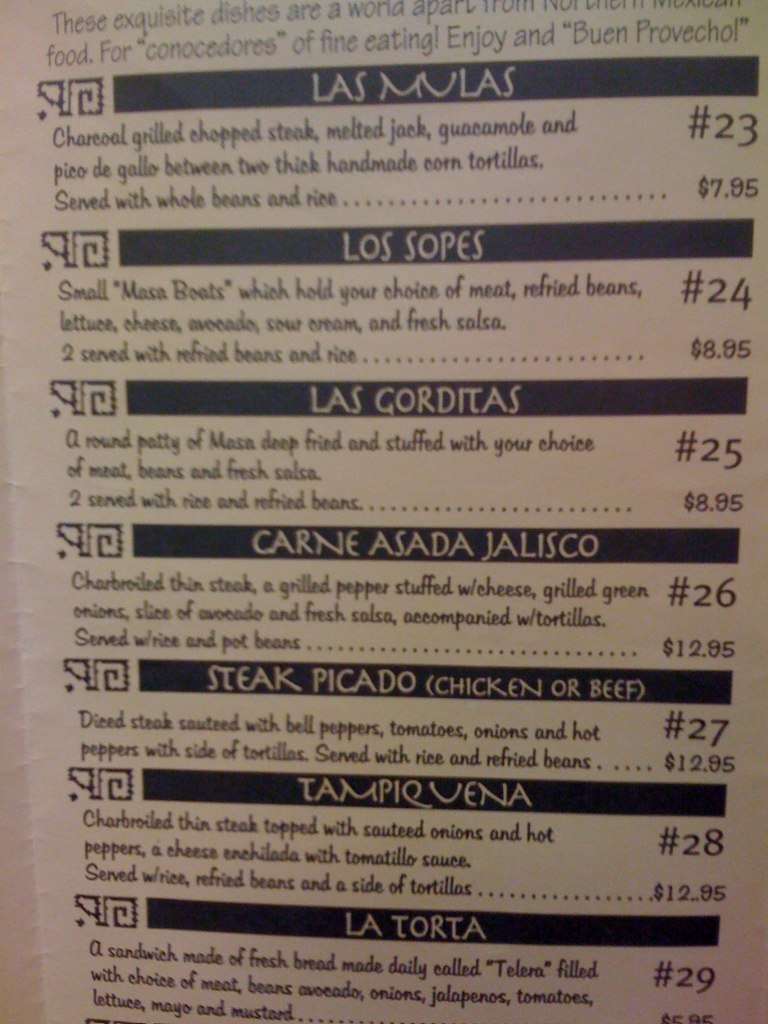 These exquisite dishes are a world apart from Northern Mexican
food. For "conocedores" of fine eating! Enjoy and "Buen Provecho!"
LAS MULAS
Charcoal grilled chopped steak, melted jack, guacamole and
pico de gallo between two thick handmade corn tortillas.
Served with whole beans and rice ............................
#23
$7.95
LOS SOPES
Small "Masa Boats" which hold your choice of meat, refried beans,
lettuce, cheese, avocado, sour cream, and fresh salsa.
2 served with refried beans and rice .........................
#24
$8.95
LAS GORDITAS
A round patty of Masa deep fried and stuffed with your choice
of meat, beans and fresh salsa.
2 served with rice and refried beans.........................
#25
$8.95
CARNE ASADA JALISCO
Charbroiled thin steak, a grilled pepper stuffed w/cheese, grilled green
onions, slice of avocado and fresh salsa, accompanied w/tortillas.
Served w/rice and pot beans ..............................
#26
$12.95
STEAK PICADO (CHICKEN OR BEEF)
Diced steak sauteed with bell peppers, tomatoes, onions and hot
peppers with side of tortillas. Served with rice and refried beans ......
#27
$12.95
TAMPIQUENA
Charbroiled thin steak topped with sauteed onions and hot
peppers, a cheese enchilada with tomatillo sauce.
Served w/rice, refried beans and a side of tortillas .................
#28
$12..95
LA TORTA
A sandwich made of fresh bread made daily called "Telera" filled
with choice of meat, beans avocado, onions, jalapenos, tomatoes,
lettuce, mayo and mustard..............................
#29
$5.95